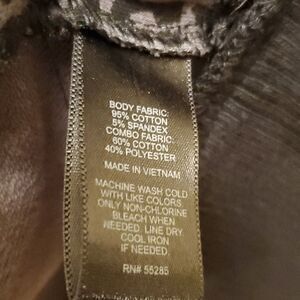 BODY FABRIC:
95% COTTON
5% SPANDEX
COMBO FABRIC:
60% COTTON
40% POLYESTER
MADE IN VIETNAM
MACHINE WASH COLD
WITH LIKE COLORS
ONLY NON-CHLORINE
BLEACH WHEN
NEEDED. LINE DRY
COOL IRON
IF NEEDED.
RN# 55285